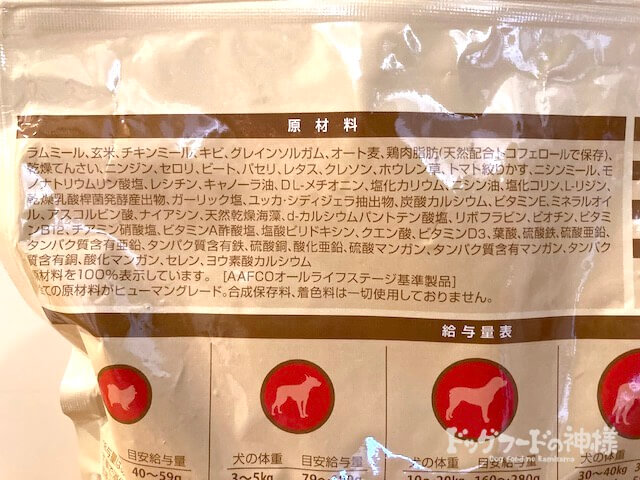 原材料
ラムミール、玄米、チキンミール、キビ、グレインソルガム、オート麦、鶏肉脂肪(天然配合トコフェロールで保存)、
乾燥てんさい、ニンジン、セロリ、ビート、パセリ、レタス、クレソン、ホウレン草、トマト絞りかす、ニシンミール、モ
ノナトリウムリン酸塩、レシチン、キャノーラ油、DL-メチオニン、塩化カリウム、ニシン油、塩化コリン、L-リジン、
乾燥乳酸桿菌発酵産出物、ガーリック塩、ユッカ・シディジェラ抽出物、炭酸カルシウム、ビタミンE、ミネラルオイ
ル、アスコルビン酸、ナイアシン、天然乾燥海藻、d-カルシウムパントテン酸塩、リボフラビン、ビオチン、ビタミ
ンB12、チアミン硝酸塩、ビタミンA酢酸塩、塩酸ピリドキシン、クエン酸、ビタミンD3、葉酸、硫酸鉄、硫酸亜鉛、
タンパク質含有亜鉛、タンパク質含有鉄、硫酸銅、酸化亜鉛、硫酸マンガン、タンパク質含有マンガン、タンパク
質含有銅、酸化マンガン、セレン、ヨウ素酸カルシウム
原材料を100%表示しています。 [AAFCOオールライフステージ基準製品]
ての原材料がヒューマングレード。合成保存料、着色料は一切使用しておりません。
給与量表
目安給与量 犬の体重 目安給与量 犬の体重 目安給与量 犬の体重
40〜59g 3〜5kg 30〜40kg
ドッグフードの神様
Dog food no Kamisama